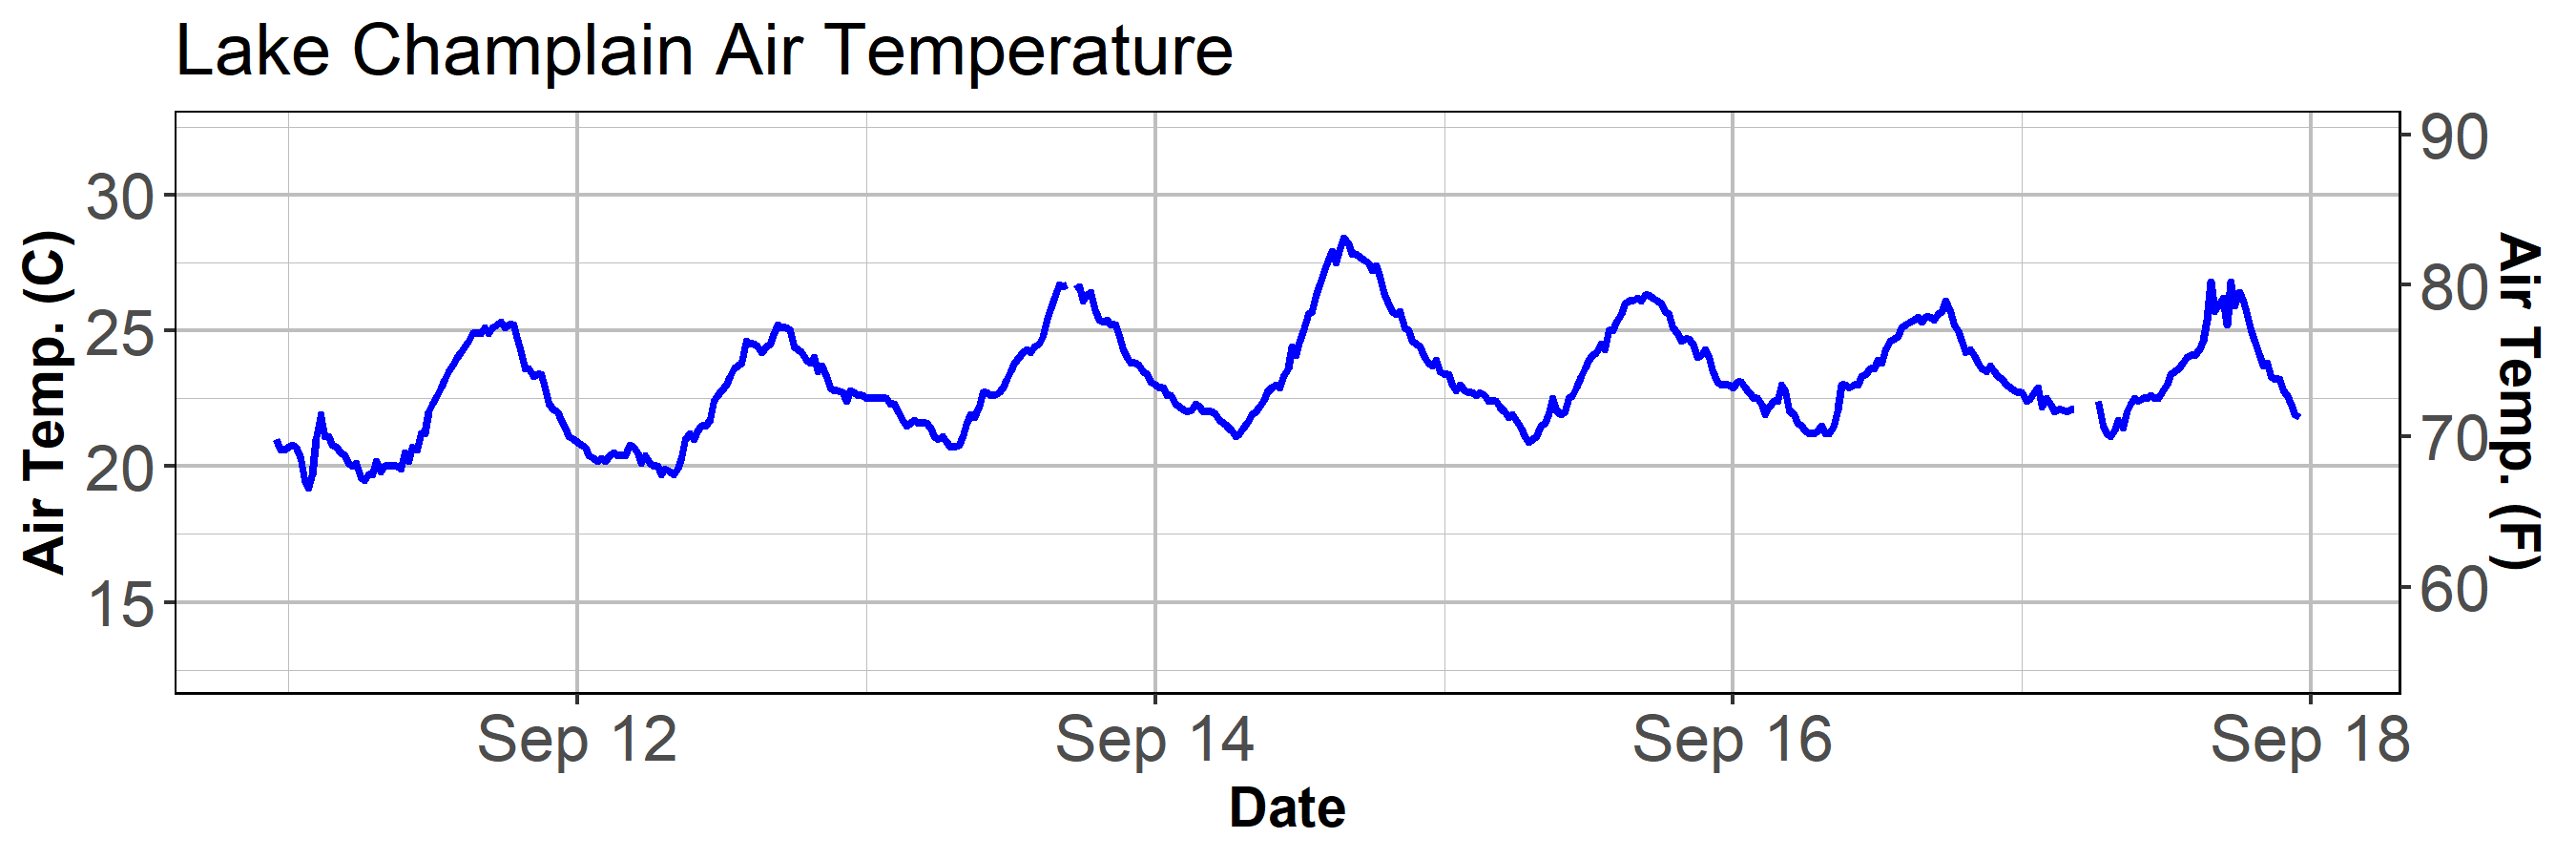 Lake Champlain Air Temperature
Air Temp. (C)
30
25
20
15
90
80
70
60
Air Temp. (F)
Sep 12
Sep 14
Sep 16
Sep 18
Date